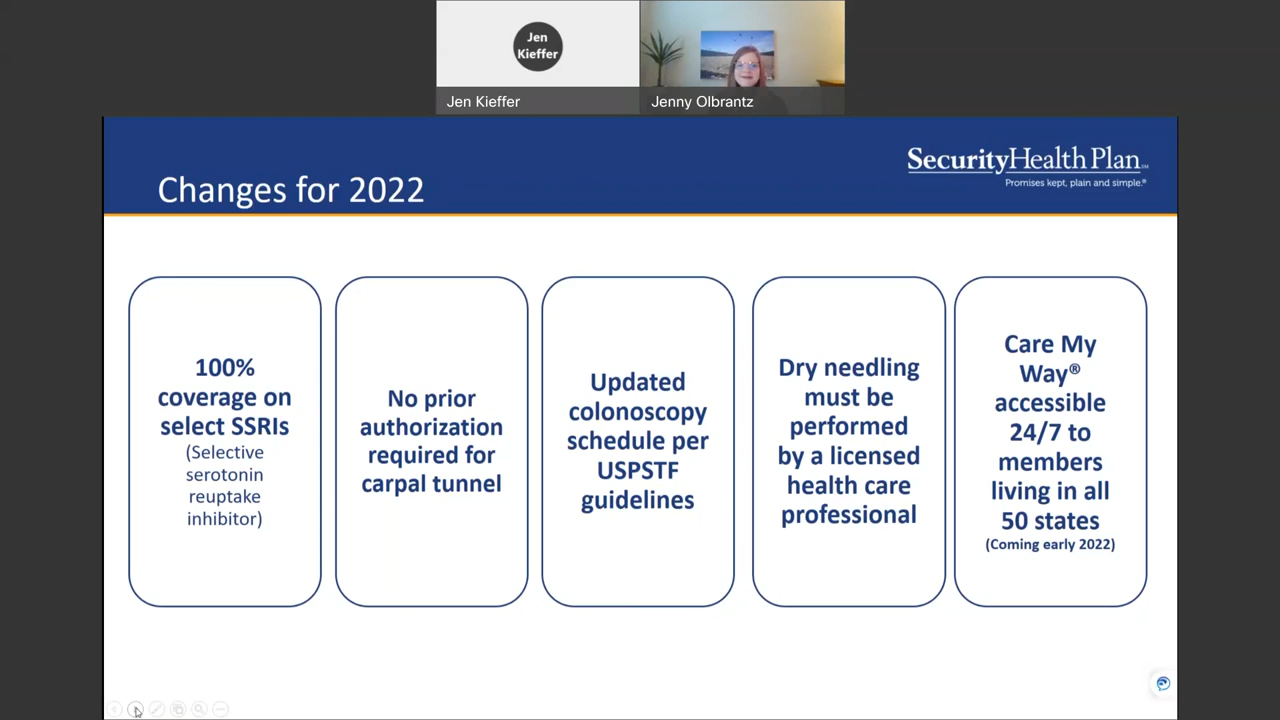 Jen
Kieffer
Jen Kieffer
Jenny Olbrantz
Changes for 2022
SecurityHealth Plan℠
Promises kept, plain and simple.®
100%
coverage on
select SSRIs
(Selective
serotonin
reuptake
inhibitor)
No prior
authorization
required for
carpal tunnel
Updated
colonoscopy
schedule per
USPSTF
guidelines
Dry needling
must be
performed
by a licensed
health care
professional
Care My
Way®
accessible
24/7 to
members
living in all
50 states
(Coming early 2022)